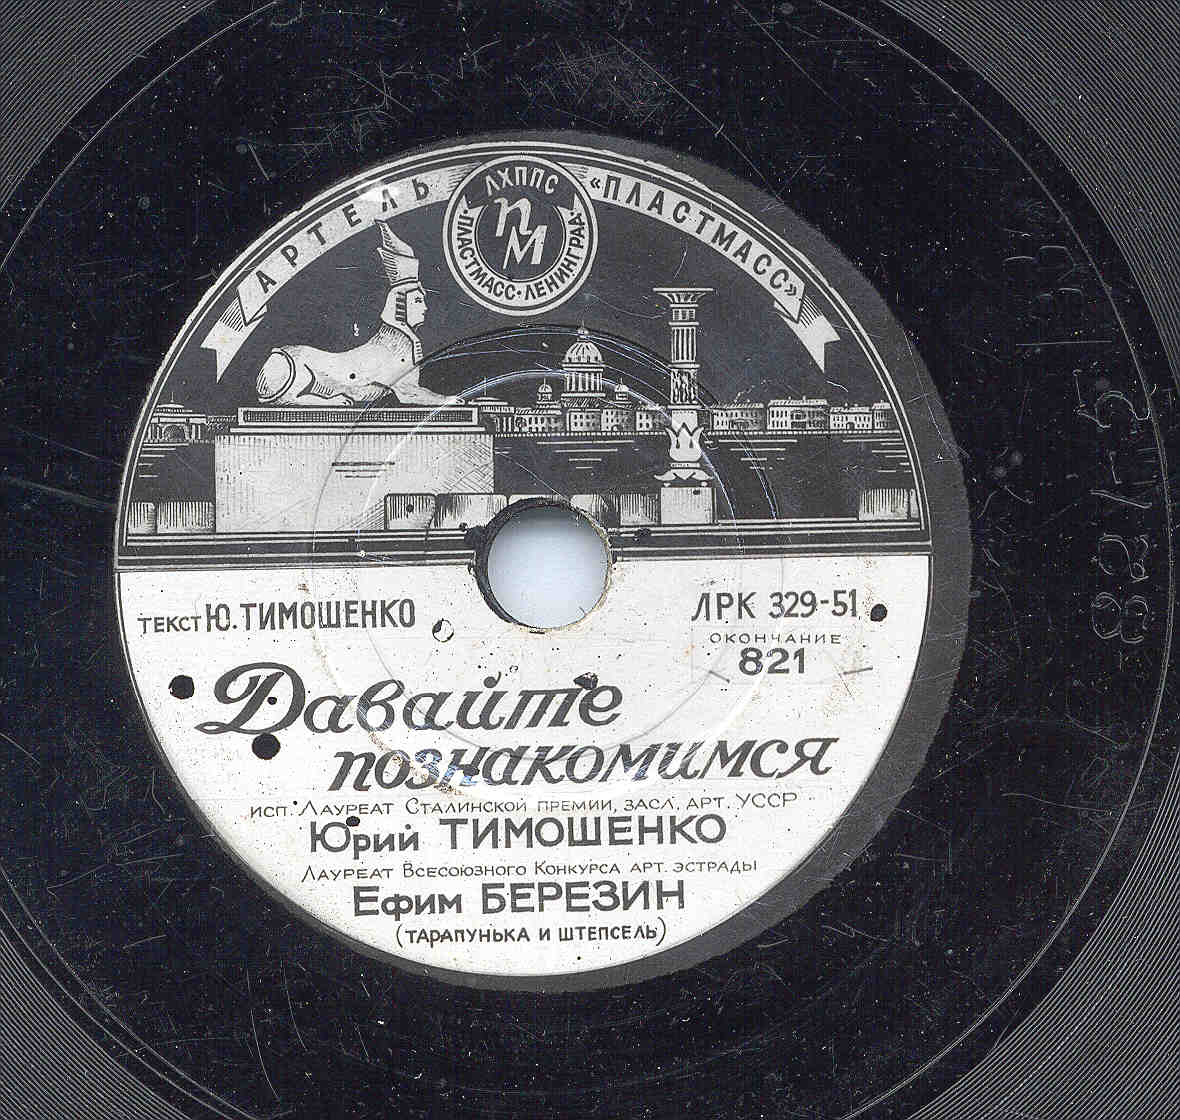 АРТЕЛЬ «ПЛАСТМАСС»
ЛХППС
ПМ
ПЛАСТМАСС • ЛЕНИНГРАД
ТЕКСТ Ю. ТИМОШЕНКО
ЛРК 329-51
ОКОНЧАНИЕ
821
Давайте
познакомимся
ИСП. ЛАУРЕАТ СТАЛИНСКОЙ ПРЕМИИ, ЗАСЛ. АРТ. УССР
Юрий ТИМОШЕНКО
ЛАУРЕАТ ВСЕСОЮЗНОГО КОНКУРСА АРТ. ЭСТРАДЫ
Ефим БЕРЕЗИН
(ТАРАПУНЬКА И ШТЕПСЕЛЬ)